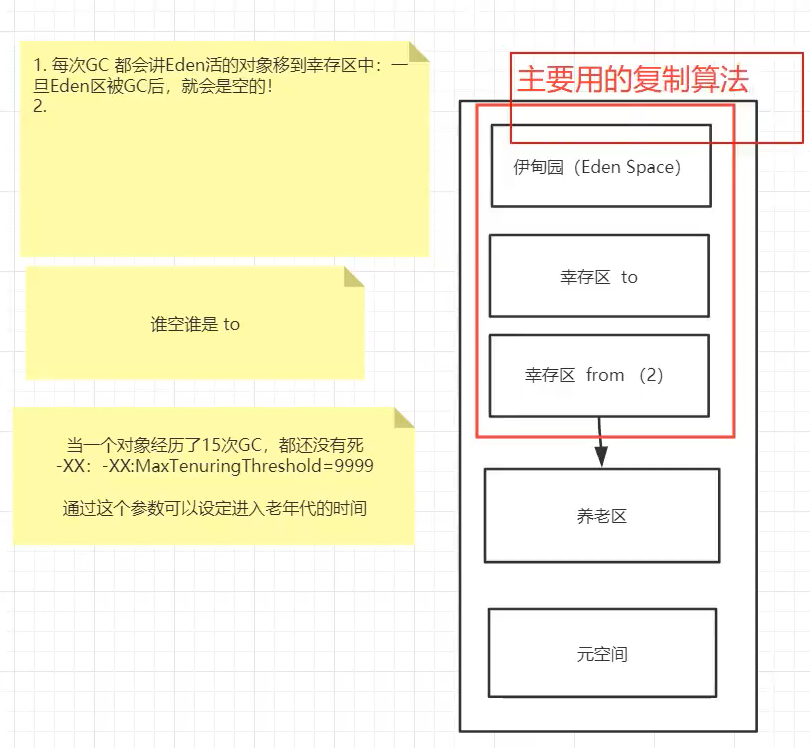 1. 每次GC 都会讲Eden活的对象移到幸存区中：一
旦Eden区被GC后，就会是空的！
2.
谁空谁是 to
当一个对象经历了15次GC，都还没有死
-XX：-XX:MaxTenuringThreshold=9999
通过这个参数可以设定进入老年代的时间
主要用的复制算法
伊甸园（Eden Space）
幸存区 to
幸存区 from （2）
养老区
元空间